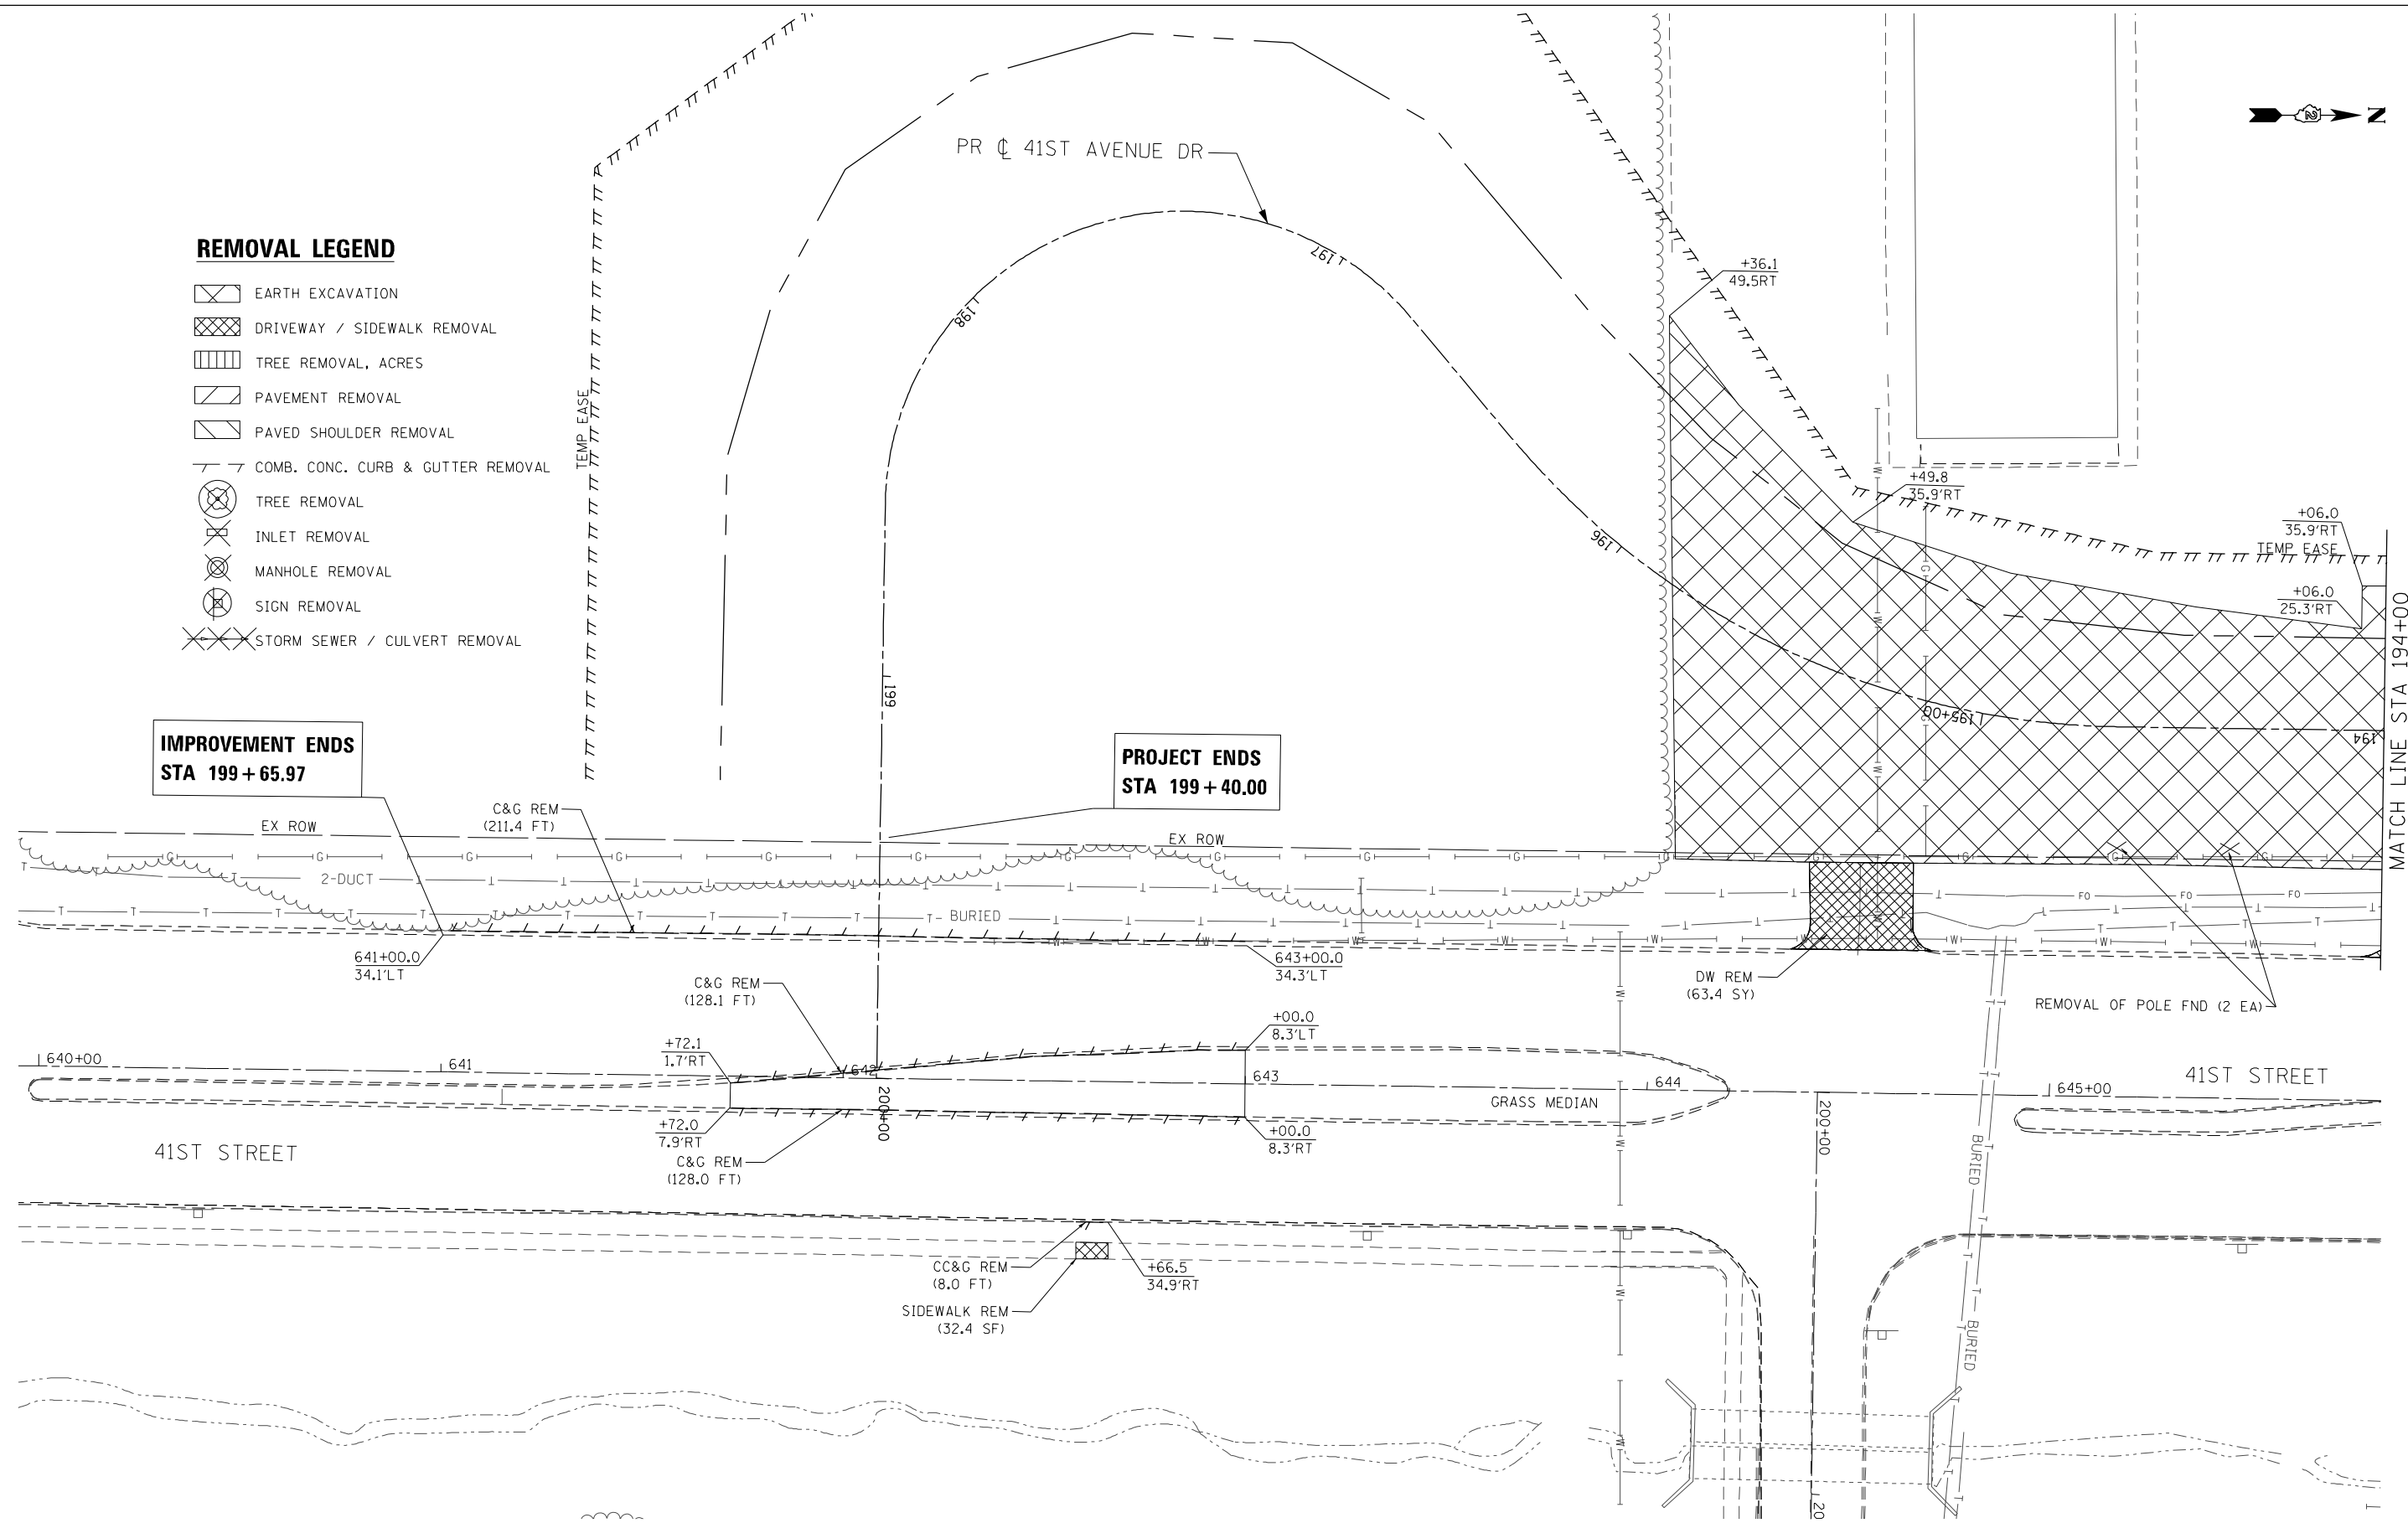 PR ℄ 41ST AVENUE DR
N
REMOVAL LEGEND
EARTH EXCAVATION
DRIVEWAY / SIDEWALK REMOVAL
TREE REMOVAL, ACRES
PAVEMENT REMOVAL
PAVED SHOULDER REMOVAL
COMB. CONC. CURB & GUTTER REMOVAL
TREE REMOVAL
INLET REMOVAL
MANHOLE REMOVAL
SIGN REMOVAL
STORM SEWER / CULVERT REMOVAL
TEMP EASE
197
198
199
196
195+00
194
+36.1
49.5RT
+49.8
35.9'RT
+06.0
35.9'RT
TEMP EASE
+06.0
25.3'RT
MATCH LINE STA 194+00
IMPROVEMENT ENDS
STA 199+65.97
PROJECT ENDS
STA 199+40.00
C&G REM
(211.4 FT)
EX ROW
EX ROW
2-DUCT
BURIED
FO FO FO
641+00.0
34.1'LT
643+00.0
34.3'LT
C&G REM
(128.1 FT)
DW REM
(63.4 SY)
REMOVAL OF POLE FND (2 EA)
+00.0
8.3'LT
+72.1
1.7'RT
640+00
641
642
643
644
645+00
41ST STREET
GRASS MEDIAN
200+00
200+00
+72.0
7.9'RT
+00.0
8.3'RT
41ST STREET
C&G REM
(128.0 FT)
BURIED
BURIED
CC&G REM
(8.0 FT)
+66.5
34.9'RT
SIDEWALK REM
(32.4 SF)
20